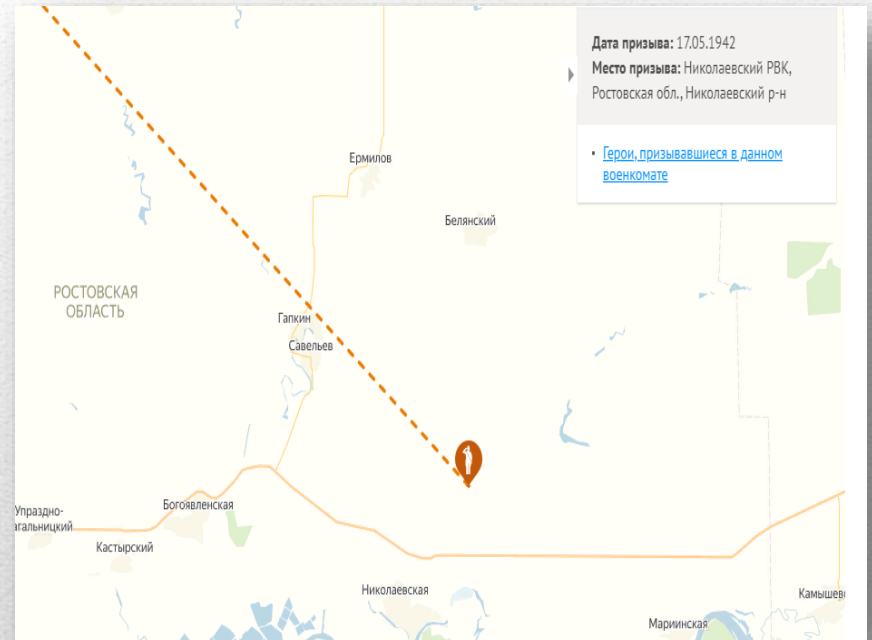 Дата призыва: 17.05.1942
Место призыва: Николаевский РВК,
Ростовская обл., Николаевский р-н
• Герои, призывавшиеся в данном
военкомате
Ермилов
Белянский
РОСТОВСКАЯ
ОБЛАСТЬ
Гапкин
Савельев
Богоявленская
Упраздно-
агальницкий
Кастырский
Николаевская
Камышев
Мариинская